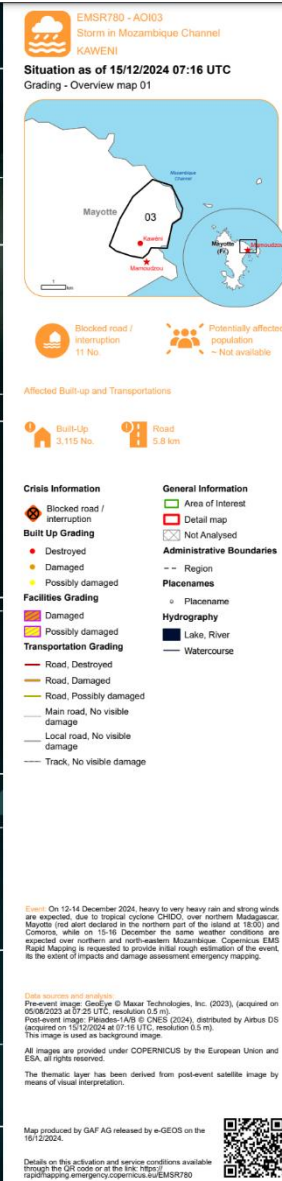 EMSR780 - AOI03
Storm in Mozambique Channel
KAWENI
Situation as of 15/12/2024 07:16 UTC
Grading - Overview map 01
Mozambique
Channel
Mayotte
03
Kawéni
Mamoudzou
Mayotte
(Fr.)
Mamoudzou
1
km
Blocked road /
interruption
11 No.
Potentially affected
population
~ Not available
Affected Built-up and Transportations
Built-Up
3.115 No.
Road
5.8 km
Crisis Information
Blocked road /
interruption
Built Up Grading
Destroyed
Damaged
Possibly damaged
Facilities Grading
Damaged
Possibly damaged
Transportation Grading
Road, Destroyed
Road, Damaged
Road, Possibly damaged
Main road, No visible
damage
Local road, No visible
damage
Track, No visible damage
General Information
Area of Interest
Detail map
Not Analysed
Administrative Boundaries
Region
Placenames
Placename
Hydrography
Lake, River
Watercourse
Event: On 12-14 December 2024, heavy to very heavy rain and strong winds
are expected, due to tropical cyclone CHIDO, over northern Madagascar,
Mayotte (red alert declared in the northern part of the island at 18:00) and
Comoros, while on 15-16 December the same weather conditions are
expected over northern and north-eastern Mozambique. Copernicus EMS
Rapid Mapping is requested to provide initial rough estimation of the event,
its the extent of impacts and damage assessment emergency mapping.
Data sources and analysis:
Pre-event image: GeoEye © Maxar Technologies, Inc. (2023), (acquired on
05/08/2023 at 07:25 UTC, resolution 0.5 m).
Post-event image: Pléiades-1A/B © CNES (2024), distributed by Airbus DS
(acquired on 15/12/2024 at 07:16 UTC, resolution 0.5 m).
This image is used as background image.
All images are provided under COPERNICUS by the European Union and
ESA, all rights reserved.
The thematic layer has been derived from post-event satellite image by
means of visual interpretation.
Map produced by GAF AG released by e-GEOS on the
16/12/2024.
Details on this activation and service conditions available
through the QR code or at the link: https://
rapidmapping.emergency.copernicus.eu/EMSR780